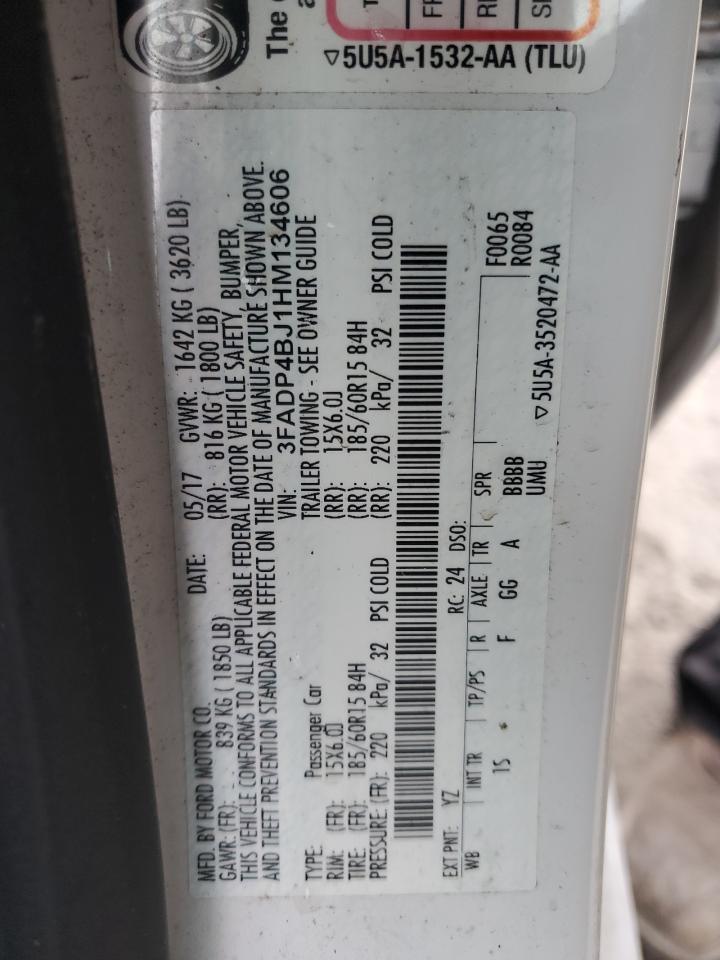 The
a
T
FR
RE
SP
▽5U5A-1532-AA (TLU)
MFD. BY FORD MOTOR CO.
DATE: 05/17 GVWR: 1642 KG ( 3620 LB)
GAWR: (FR): 839 KG ( 1850 LB) (RR): 816 KG ( 1800 LB)
THIS VEHICLE CONFORMS TO ALL APPLICABLE FEDERAL MOTOR VEHICLE SAFETY, BUMPER,
AND THEFT PREVENTION STANDARDS IN EFFECT ON THE DATE OF MANUFACTURE SHOWN ABOVE.
VIN: 3FADP4BJ1HM134606
TYPE: Passenger Car TRAILER TOWING - SEE OWNER GUIDE
RIM: (FR): 15X6.0J (RR): 15X6.0J
TIRE: (FR): 185/60R15 84H (RR): 185/60R15 84H
PRESSURE: (FR): 220 kPa/ 32 PSI COLD (RR): 220 kPa/ 32 PSI COLD
EXT PNT: YZ RC: 24 DSO:
WB INT TR TP/PS R AXLE TR SPR
1S F GG A BBBB F0065
UMU R0084
▽5U5A-3520472-AA